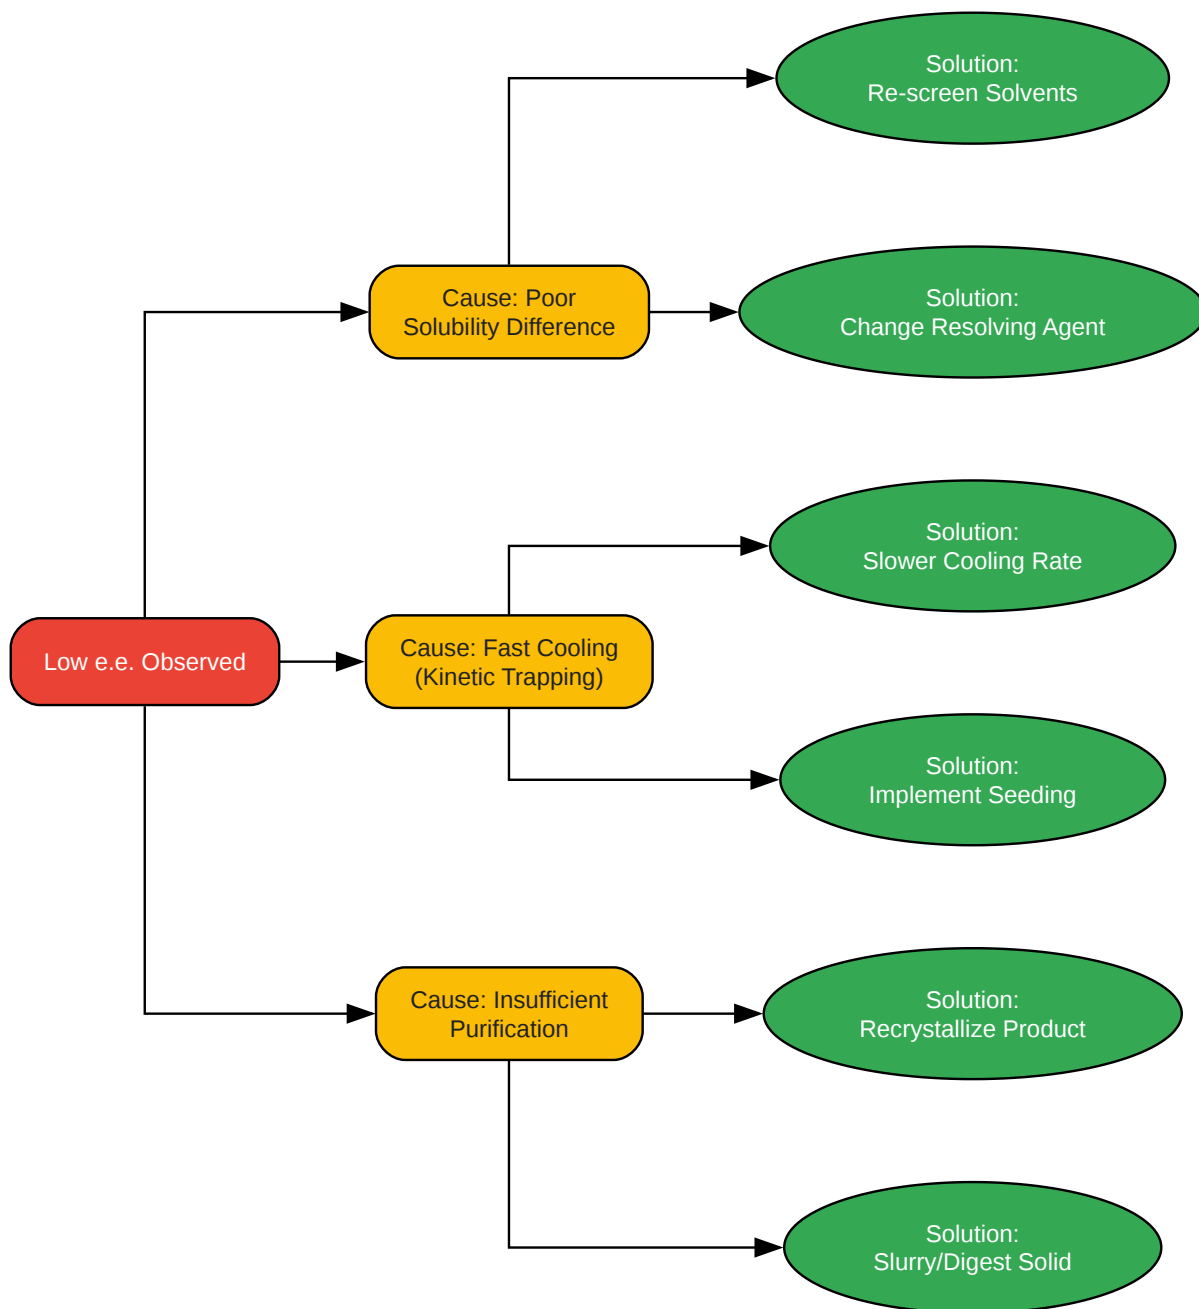 Low e.e. Observed
Cause: Poor
Solubility Difference
Solution:
Re-screen Solvents
Solution:
Change Resolving Agent
Cause: Fast Cooling
(Kinetic Trapping)
Solution:
Slower Cooling Rate
Solution:
Implement Seeding
Cause: Insufficient
Purification
Solution:
Recrystallize Product
Solution:
Slurry/Digest Solid